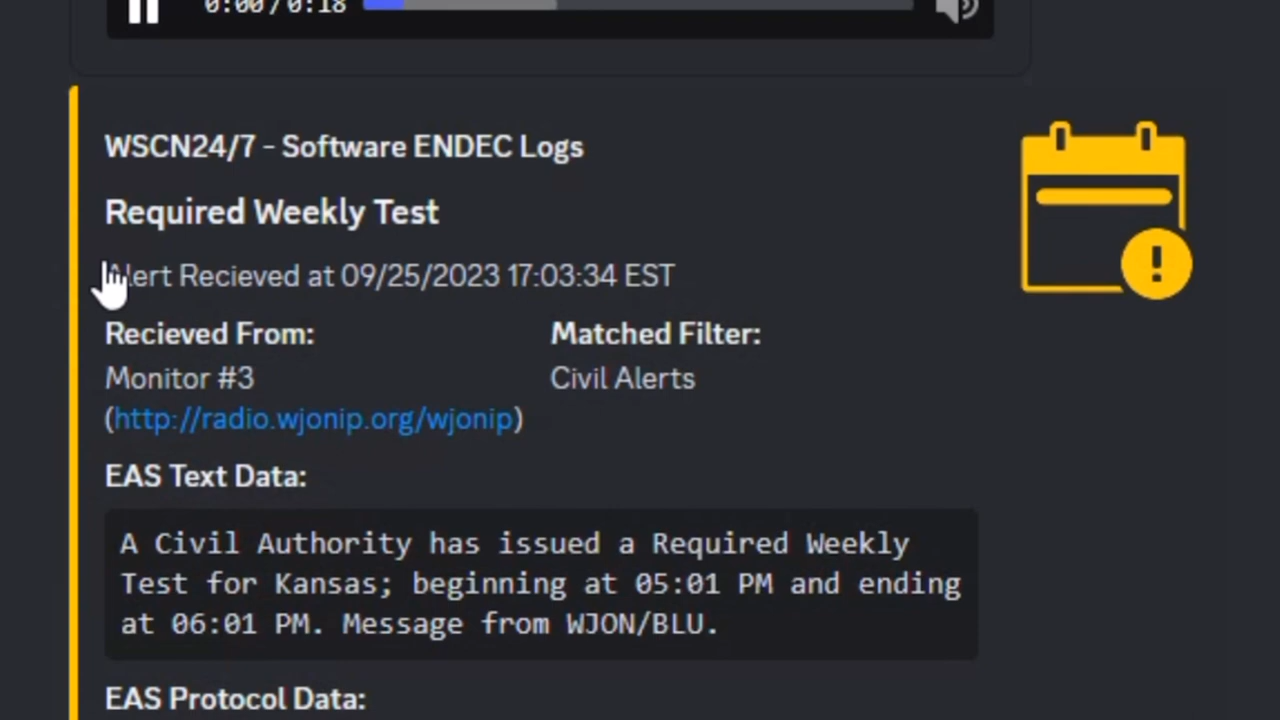 0:00 / 0:18
WSCN24/7 - Software ENDEC Logs
Required Weekly Test
Alert Recieved at 09/25/2023 17:03:34 EST
Recieved From:
Matched Filter:
Monitor #3
Civil Alerts
(http://radio.wjonip.org/wjonip)
EAS Text Data:
A Civil Authority has issued a Required Weekly
Test for Kansas; beginning at 05:01 PM and ending
at 06:01 PM. Message from WJON/BLU.
EAS Protocol Data: